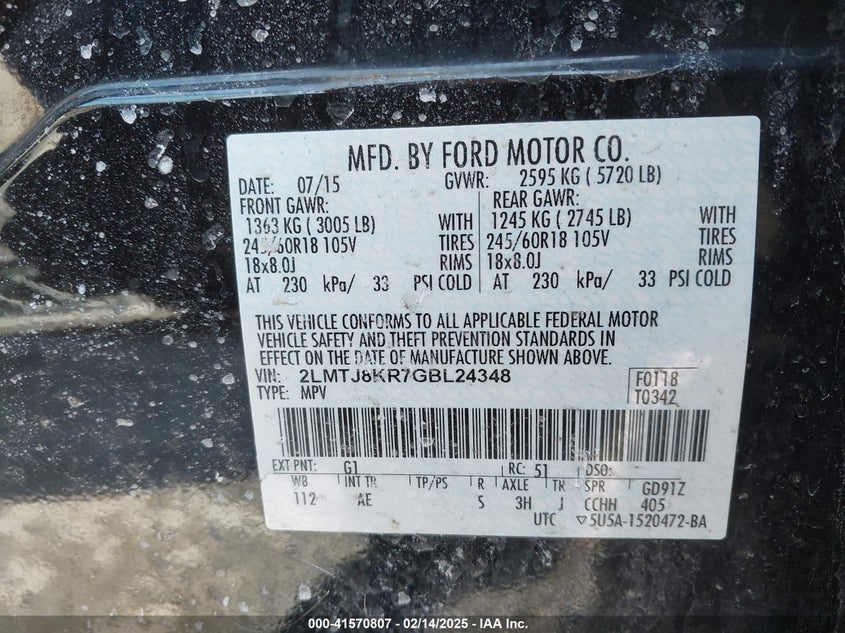 MFD. BY FORD MOTOR CO.
DATE: 07/15 GVWR: 2595 KG ( 5720 LB)
FRONT GAWR: REAR GAWR:
1363 KG ( 3005 LB) WITH 1245 KG ( 2745 LB) WITH
245/60R18 105V TIRES 245/60R18 105V TIRES
18x8.0J RIMS 18x8.0J RIMS
AT 230 kPa/ 33 PSI COLD AT 230 kPa/ 33 PSI COLD
THIS VEHICLE CONFORMS TO ALL APPLICABLE FEDERAL MOTOR
VEHICLE SAFETY AND THEFT PREVENTION STANDARDS IN
EFFECT ON THE DATE OF MANUFACTURE SHOWN ABOVE.
VIN: 2LMTJ8KR7GBL24348 F0118
TYPE: MPV T0342
EXT PNT: G1 RC: 51 DSO:
WB INT TR TP/PS R AXLE TR SPR GD91Z
112 AE S 3H J CCHH 405
UTC ▽5U5A-1520472-BA
000-41570807 - 02/14/2025 - IAA Inc.